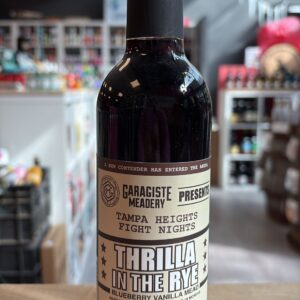 A NEW CONTENDER HAS ENTERED THE ARENA
GARAGISTE
MEADERY
PRESENTS
TAMPA HEIGHTS
FIGHT NIGHTS
THRILLA
IN THE RYE
BLUEBERRY VANILLA MEAD